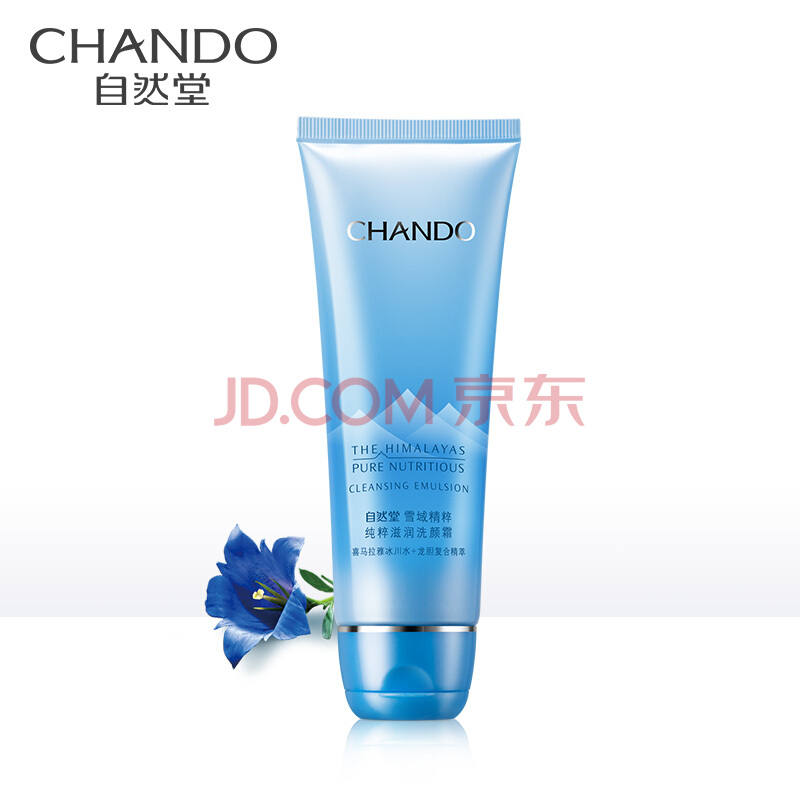 CHANDO
自然堂
CHANDO
JD.COM 京东
THE HIMALAYAS
PURE NUTRITIOUS
CLEANSING EMULSION
自然堂 雪域精粹
纯粹滋润洗颜霜
喜马拉雅冰川水+龙胆复合精萃